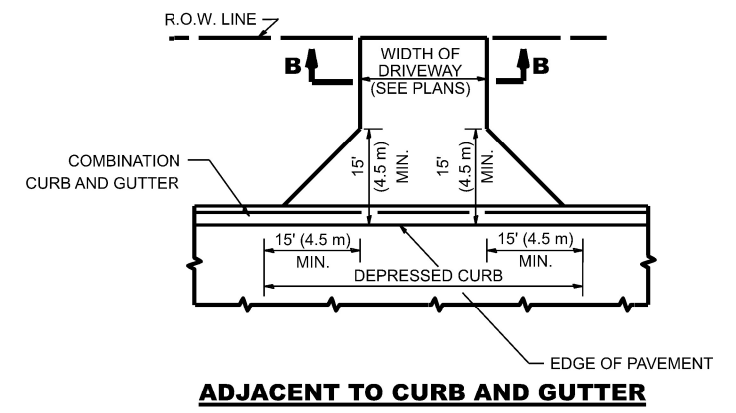 R.O.W. LINE
B
WIDTH OF
DRIVEWAY
(SEE PLANS)
B
COMBINATION
CURB AND GUTTER
15'
(4.5 m)
MIN.
15'
(4.5 m)
MIN.
15' (4.5 m)
MIN.
15' (4.5 m)
MIN.
DEPRESSED CURB
EDGE OF PAVEMENT
ADJACENT TO CURB AND GUTTER